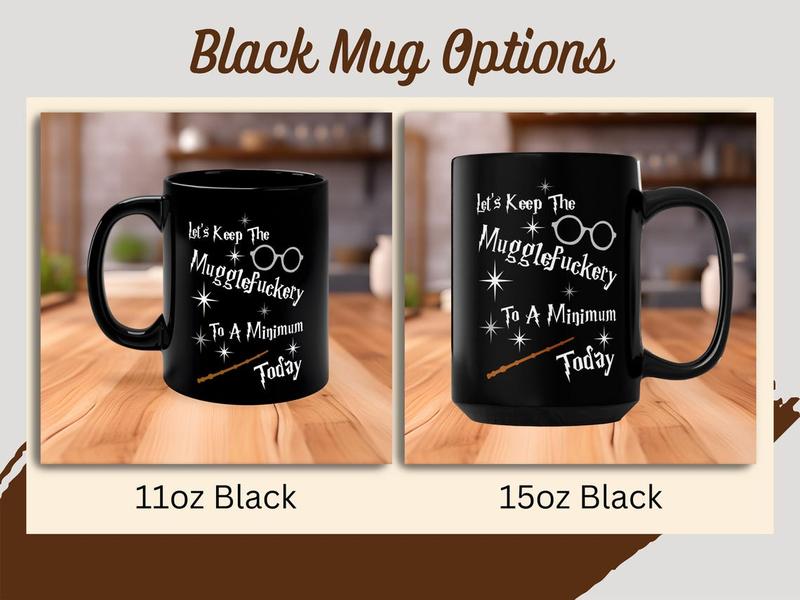 Black Mug Options
Let's Keep The
Mugglefuckery
To A Minimum
Today
Let's Keep The
Mugglefuckery
To A Minimum
Today
11oz Black
15oz Black